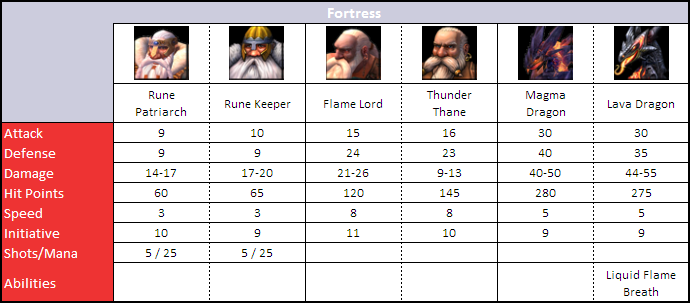 Fortress
Rune Patriarch Rune Keeper Flame Lord Thunder Thane Magma Dragon Lava Dragon
Attack 9 10 15 16 30 30
Defense 9 9 24 23 40 35
Damage 14-17 17-20 21-26 9-13 40-50 44-55
Hit Points 60 65 120 145 280 275
Speed 3 3 8 8 5 5
Initiative 10 9 11 10 9 9
Shots/Mana 5 / 25 5 / 25
Abilities Liquid Flame Breath